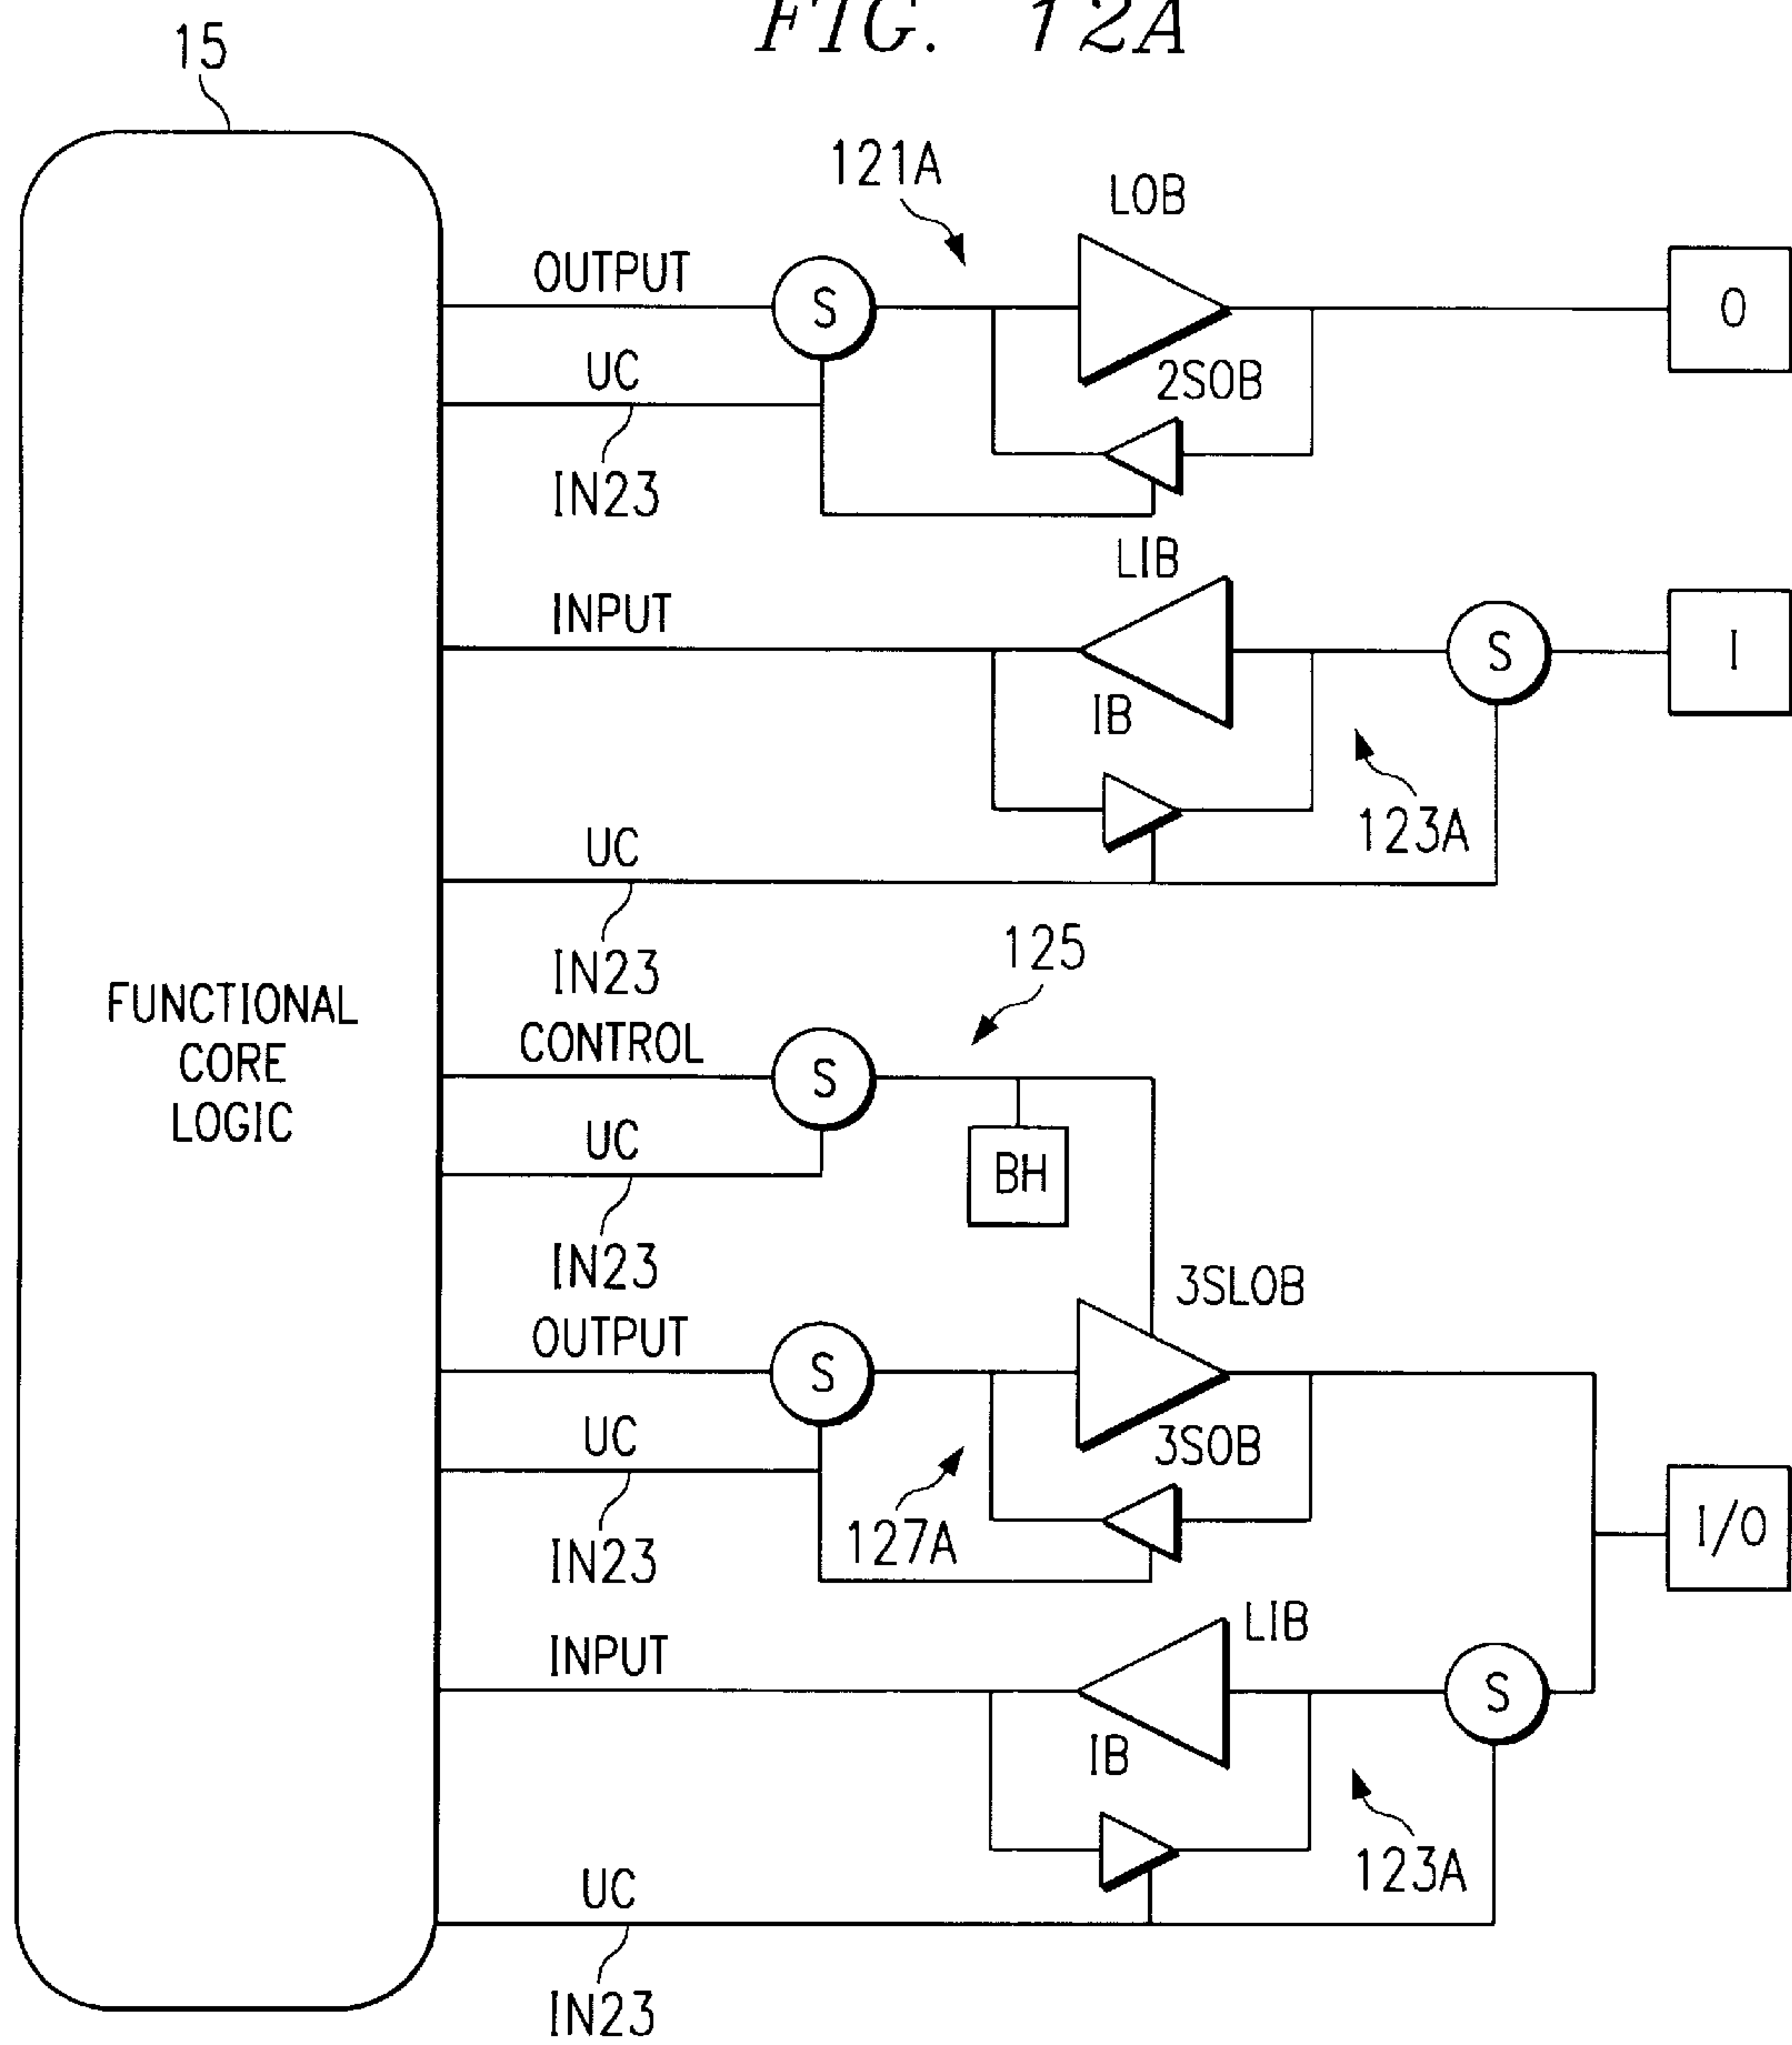 FIG. 12A
15
121A
LOB
OUTPUT
S
O
UC
2SOB
IN23
LIB
INPUT
S
I
IB
123A
UC
IN23
125
FUNCTIONAL
CORE
LOGIC
CONTROL
S
UC
BH
IN23
3SLOB
OUTPUT
S
UC
3SOB
127A
I/O
IN23
LIB
INPUT
S
IB
123A
UC
IN23